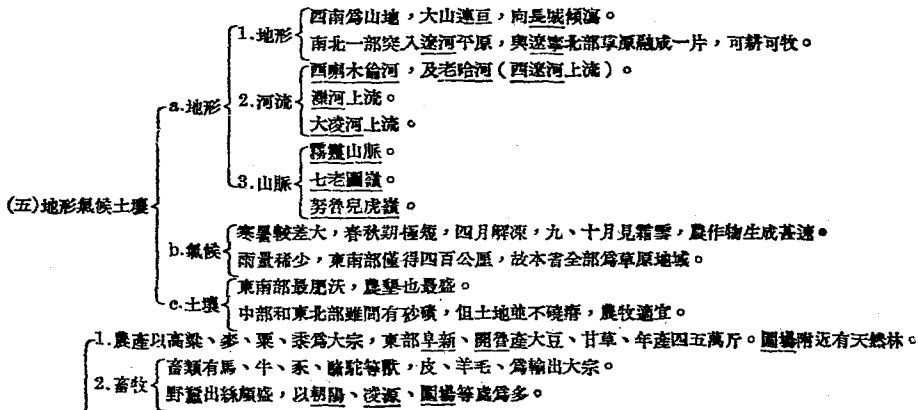 西南爲山地，大山連亘，向長城傾瀉。
1.地形
南北一部突入遼河平原，與遼寧北部草原融成一片，可耕可牧。
西喇木倫河，及老哈河（西遼河上流）。
a.地形
2.河流
灤河上流。
大凌河上流。
霧靈山脈。
3.山脈
七老圖嶺。
努魯兒虎嶺。
(五)地形氣候土壤
寒暑較差大，春秋期極短，四月解凍，九、十月見霜雪，農作物生成甚速。
b.氣候
雨量稀少，東南部僅得四百公厘，故本省全部爲草原地域。
東南部最肥沃，農墾也最盛。
c.土壤
中部和東北部雖間有砂磧，但土地並不磽瘠，農牧適宜。
1.農產以高粱、麥、粟、黍爲大宗，東部阜新、開魯產大豆、甘草、年產四五萬斤。圍場附近有天然林。
畜類有馬、牛、豕、駱駝等獸，皮、羊毛、爲輸出大宗。
2.畜牧
野蠶出絲頗盛，以朝陽、凌源、圍場等處爲多。